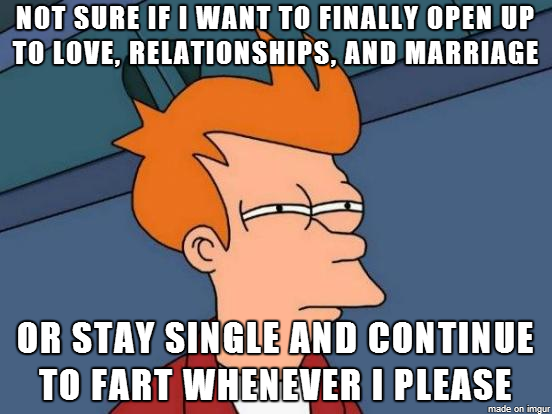 NOT SURE IF I WANT TO FINALLY OPEN UP
TO LOVE, RELATIONSHIPS, AND MARRIAGE
OR STAY SINGLE AND CONTINUE
TO FART WHENEVER I PLEASE
made on imgur